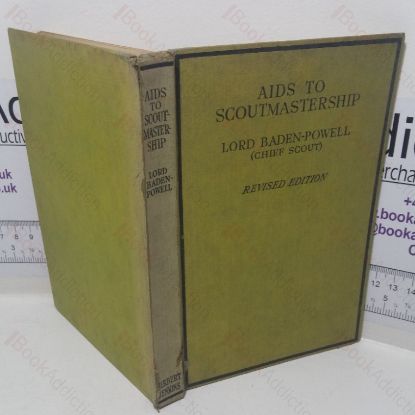 AIDS TO
SCOUTMASTERSHIP
LORD BADEN-POWELL
(CHIEF SCOUT)
REVISED EDITION
AIDS
TO
SCOUT-
MASTER-
SHIP
LORD
BADEN-
POWELL
HERBERT
JENKINS
iBookAddiction